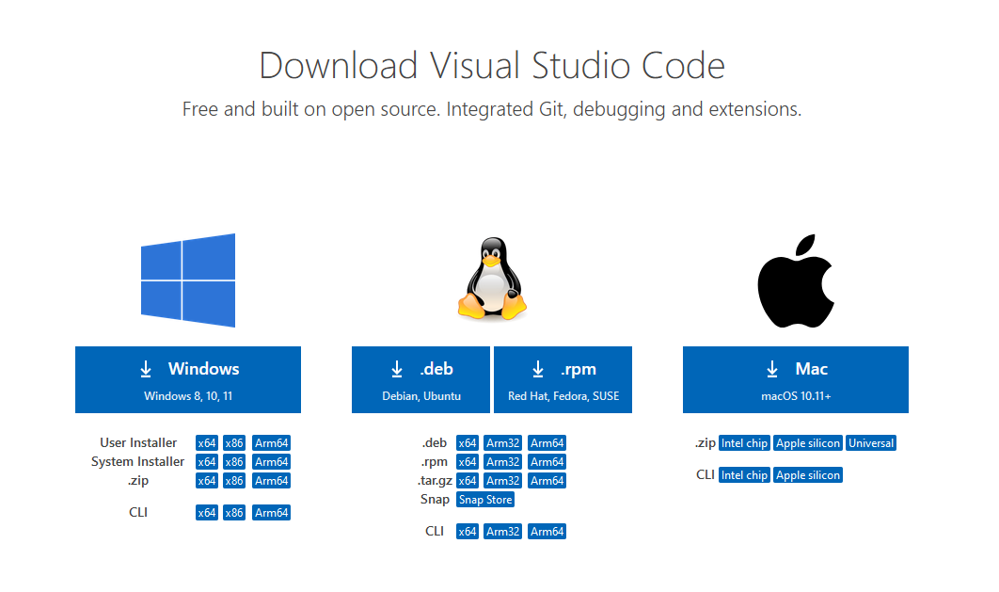 Download Visual Studio Code
Free and built on open source. Integrated Git, debugging and extensions.
Windows
Windows 8, 10, 11
User Installer x64 x86 Arm64
System Installer x64 x86 Arm64
.zip x64 x86 Arm64
CLI x64 x86 Arm64
.deb
Debian, Ubuntu
.rpm
Red Hat, Fedora, SUSE
.deb x64 Arm32 Arm64
.rpm x64 Arm32 Arm64
.tar.gz x64 Arm32 Arm64
Snap Snap Store
CLI x64 Arm32 Arm64
Mac
macOS 10.11+
.zip Intel chip Apple silicon Universal
CLI Intel chip Apple silicon